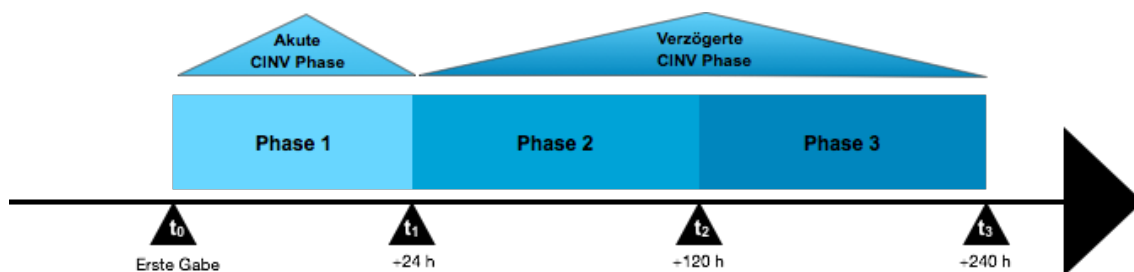 Akute
CINV Phase
Verzögerte
CINV Phase
Phase 1
Phase 2
Phase 3
t₀
t₁
t₂
t₃
Erste Gabe
+24 h
+120 h
+240 h